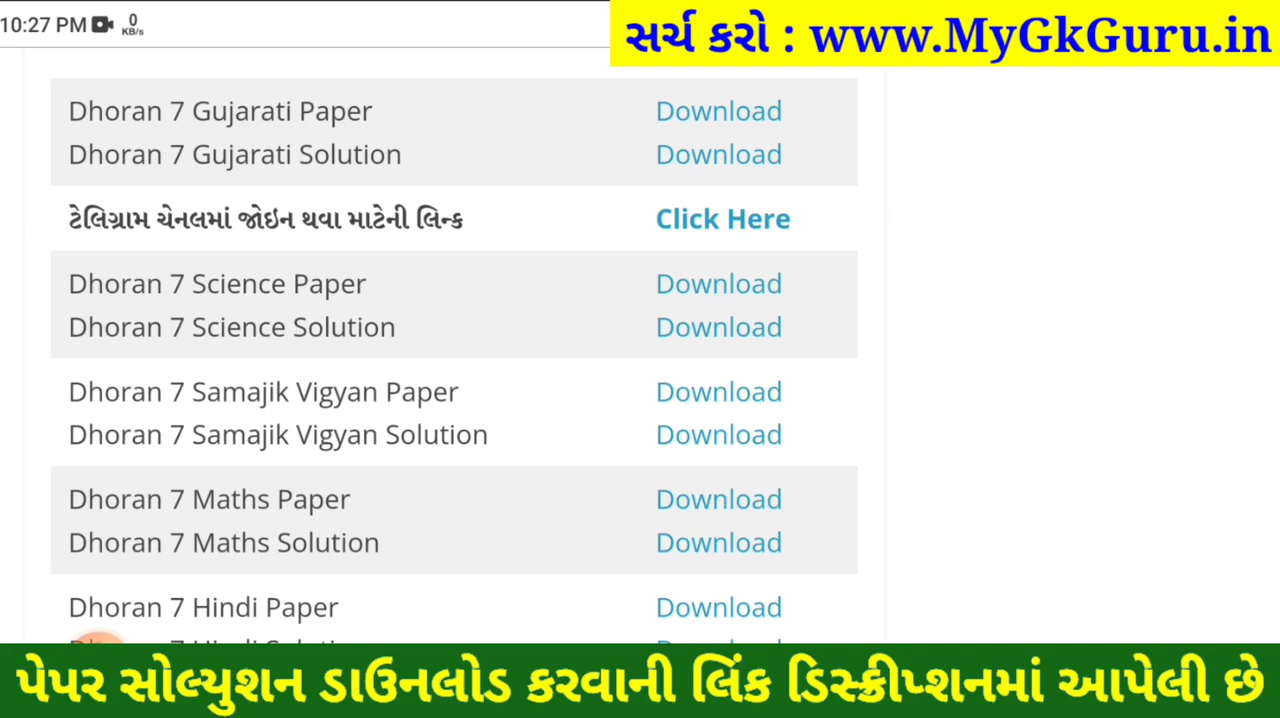 10:27 PM 0 KB/s
સર્ચ કરો : www.MyGkGuru.in
Dhoran 7 Gujarati Paper Download
Dhoran 7 Gujarati Solution Download
ટેલિગ્રામ ચેનલમાં જોઇન થવા માટેની લિન્ક Click Here
Dhoran 7 Science Paper Download
Dhoran 7 Science Solution Download
Dhoran 7 Samajik Vigyan Paper Download
Dhoran 7 Samajik Vigyan Solution Download
Dhoran 7 Maths Paper Download
Dhoran 7 Maths Solution Download
Dhoran 7 Hindi Paper Download
પેપર સોલ્યુશન ડાઉનલોડ કરવાની લિંક ડિસ્ક્રીપ્શનમાં આપેલી છે